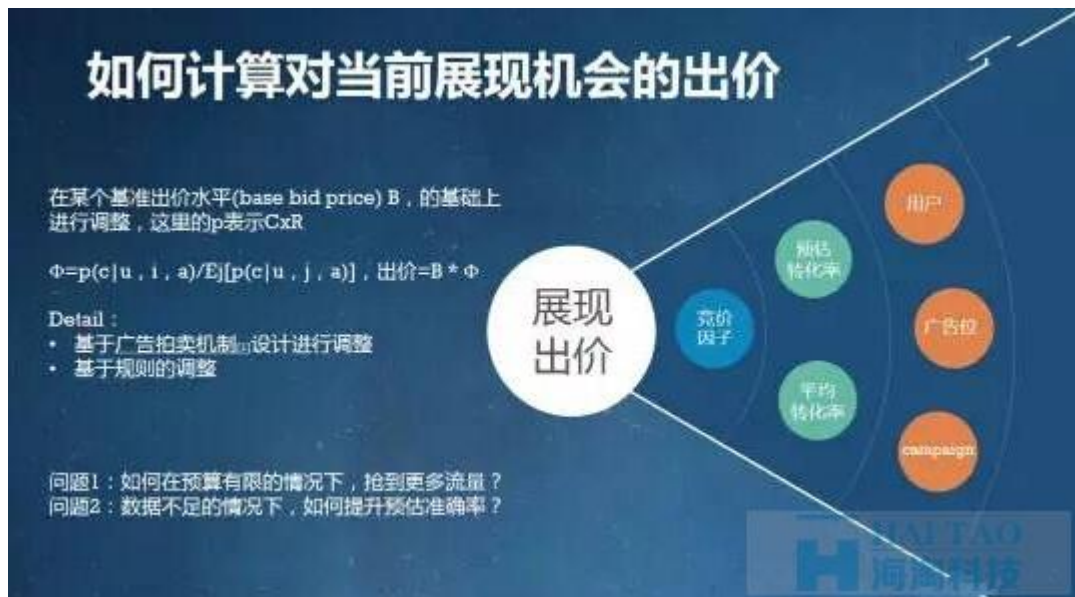 如何计算对当前展现机会的出价
在某个基准出价水平(base bid price) B，的基础上
进行调整，这里的p表示CxR
Φ=p(c|u，i，a)/Ej[p(c|u，j，a)]，出价=B * Φ
Detail：
• 基于广告拍卖机制[1]设计进行调整
• 基于规则的调整
问题1：如何在预算有限的情况下，抢到更多流量？
问题2：数据不足的情况下，如何提升预估准确率？
展现
出价
竞价
因子
预估
转化率
平均
转化率
用户
广告位
campaign
HAITAO
海淘科技